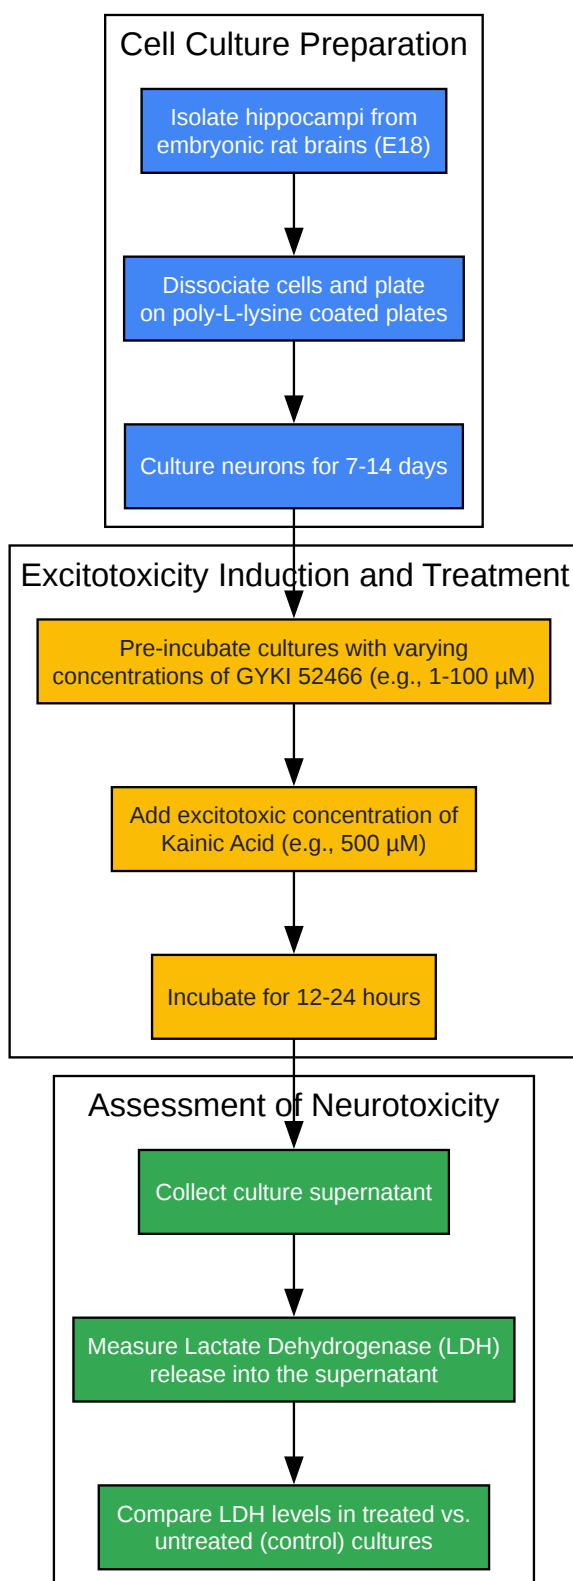 Cell Culture Preparation
Isolate hippocampi from
embryonic rat brains (E18)
Dissociate cells and plate
on poly-L-lysine coated plates
Culture neurons for 7-14 days
Excitotoxicity Induction and Treatment
Pre-incubate cultures with varying
concentrations of GYKI 52466 (e.g., 1-100 µM)
Add excitotoxic concentration of
Kainic Acid (e.g., 500 µM)
Incubate for 12-24 hours
Assessment of Neurotoxicity
Collect culture supernatant
Measure Lactate Dehydrogenase (LDH)
release into the supernatant
Compare LDH levels in treated vs.
untreated (control) cultures